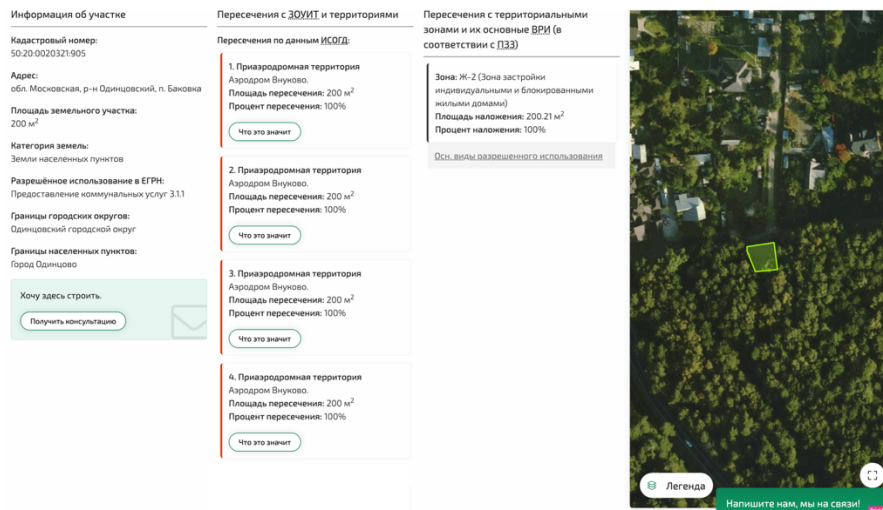 Информация об участке
Кадастровый номер:
50:20:0020321:905
Адрес:
обл. Московская, р-н Одинцовский, п. Баковка
Площадь земельного участка:
200 м²
Категория земель:
Земли населенных пунктов
Разрешённое использование в ЕГРН:
Предоставление коммунальных услуг 3.1.1
Границы городских округов:
Одинцовский городской округ
Границы населенных пунктов:
Город Одинцово
Хочу здесь строить.
Получить консультацию
Пересечения с ЗОУИТ и территориями
Пересечения по данным ИСОГД:
1. Приаэродромная территория
Аэродром Внуково.
Площадь пересечения: 200 м²
Процент пересечения: 100%
Что это значит
2. Приаэродромная территория
Аэродром Внуково.
Площадь пересечения: 200 м²
Процент пересечения: 100%
Что это значит
3. Приаэродромная территория
Аэродром Внуково.
Площадь пересечения: 200 м²
Процент пересечения: 100%
Что это значит
4. Приаэродромная территория
Аэродром Внуково.
Площадь пересечения: 200 м²
Процент пересечения: 100%
Что это значит
Пересечения с территориальными
зонами и их основные ВРИ (в
соответствии с ПЗЗ)
Зона: Ж-2 (Зона застройки
индивидуальными и блокированными
жилыми домами)
Площадь наложения: 200.21 м²
Процент наложения: 100%
Осн. виды разрешенного использования
Легенда
Напишите нам, мы на связи!